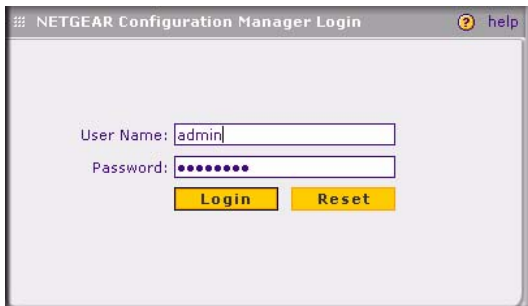 NETGEAR Configuration Manager Login ? help
User Name: admin
Password: ••••••••
Login Reset